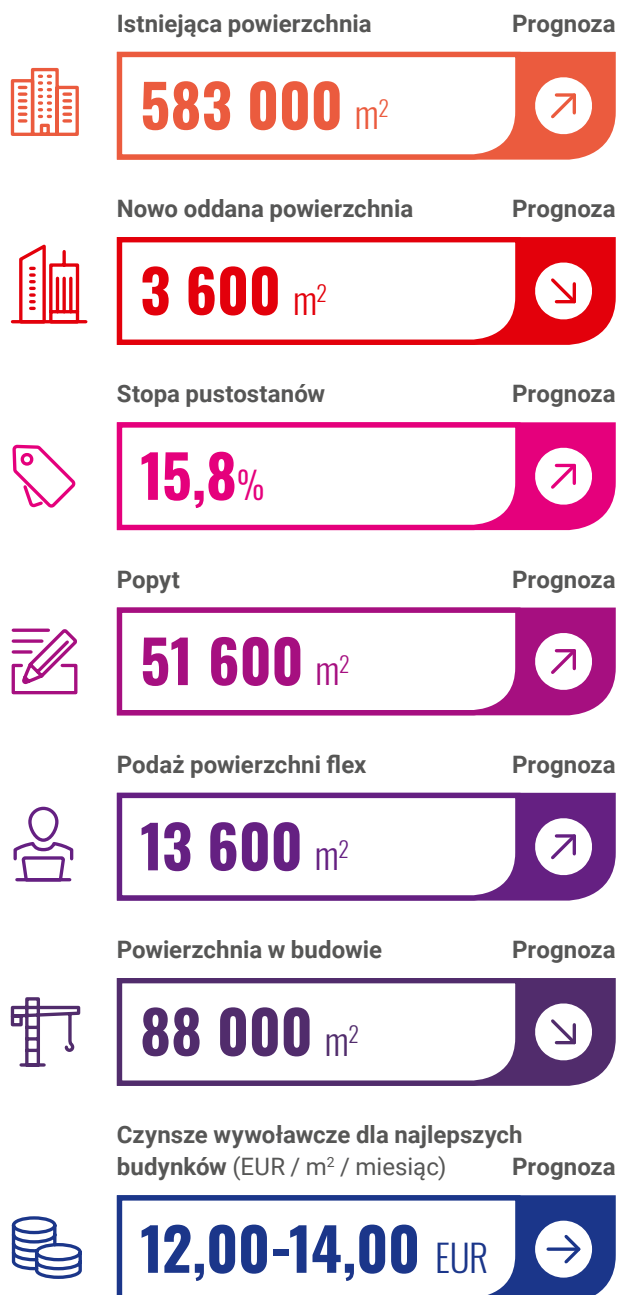 Istniejąca powierzchnia Prognoza
583 000 m²
Nowo oddana powierzchnia Prognoza
3 600 m²
Stopa pustostanów Prognoza
15,8%
Popyt Prognoza
51 600 m²
Podaż powierzchni flex Prognoza
13 600 m²
Powierzchnia w budowie Prognoza
88 000 m²
Czynsze wywoławcze dla najlepszych
budynków (EUR / m² / miesiąc) Prognoza
12,00-14,00 EUR